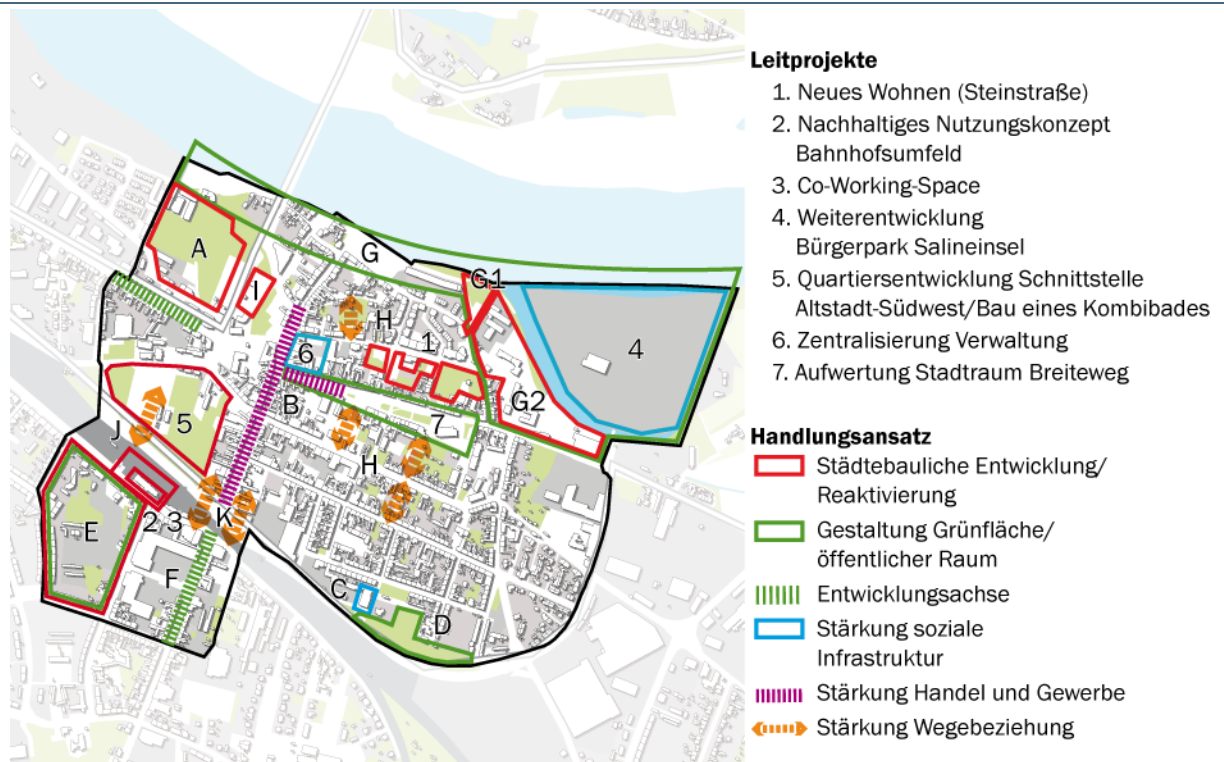 Leitprojekte
1. Neues Wohnen (Steinstraße)
2. Nachhaltiges Nutzungskonzept
Bahnhofsumfeld
3. Co-Working-Space
4. Weiterentwicklung
Bürgerpark Salineinsel
5. Quartiersentwicklung Schnittstelle
Altstadt-Südwest/Bau eines Kombibades
6. Zentralisierung Verwaltung
7. Aufwertung Stadtraum Breiteweg
Handlungsansatz
Städtebauliche Entwicklung/
Reaktivierung
Gestaltung Grünfläche/
öffentlicher Raum
Entwicklungsachse
Stärkung soziale
Infrastruktur
Stärkung Handel und Gewerbe
Stärkung Wegebeziehung
A
G
I
G1
H
1
6
4
B
G2
5
7
J
H
E
2 3
K
F
C
D